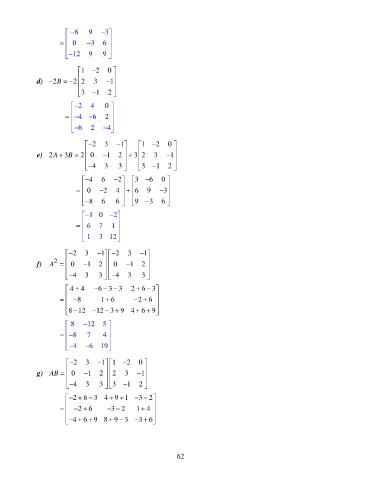 = [ −6 9 −3
0 −3 6
−12 9 9 ]
d) −2B = −2 [ 1 −2 0
2 3 −1
3 −1 2 ]
= [ −2 4 0
−4 −6 2
−6 2 −4 ]
e) 2A + 3B = 2 [ −2 3 −1 ] + 3 [ 1 −2 0
0 −1 2 2 3 −1
−4 3 3 3 −1 2 ]
= [ −4 6 −2 ] + [ 3 −6 0
0 −2 4 6 9 −3
−8 6 6 9 −3 6 ]
= [ −1 0 −2
6 7 1
1 3 12 ]
f) A² = [ −2 3 −1 ] [ −2 3 −1
0 −1 2 0 −1 2
−4 3 3 −4 3 3 ]
= [ 4 + 4 −6 − 3 − 3 2 + 6 − 3
−8 1 + 6 −2 + 6
8 − 12 −12 − 3 + 9 4 + 6 + 9 ]
= [ 8 −12 5
−8 7 4
−4 −6 19 ]
g) AB = [ −2 3 −1 ] [ 1 −2 0
0 −1 2 2 3 −1
−4 3 3 3 −1 2 ]
= [ −2 + 6 − 3 4 + 9 + 1 −3 − 2
−2 + 6 −3 − 2 1 + 4
−4 + 6 + 9 8 + 9 − 3 −3 + 6 ]
62